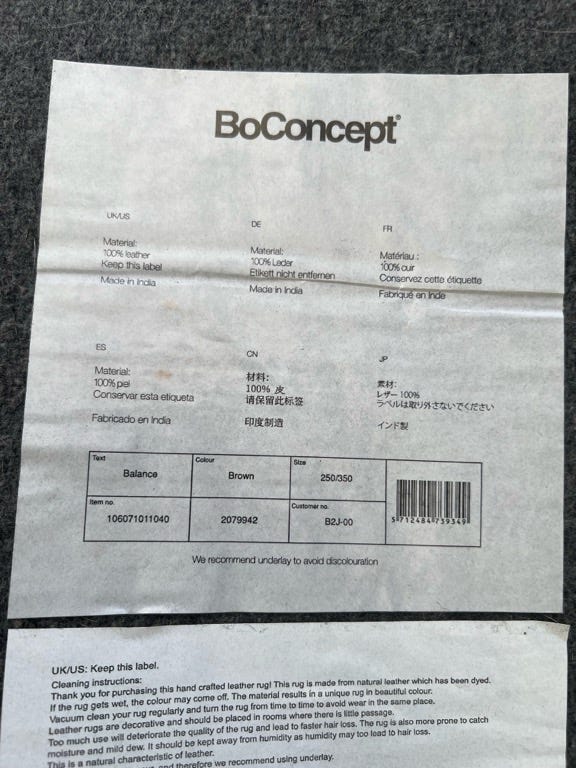 BoConcept®
UK/US
Material:
100% leather
Keep this label
Made in India
DE
Material:
100% Leder
Etikett nicht entfernen
Made in India
FR
Matériau :
100% cuir
Conservez cette étiquette
Fabriqué en Inde
ES
Material:
100% piel
Conservar esta etiqueta
Fabricado en India
CN
材料:
100% 皮
请保留此标签
印度制造
JP
素材:
レザー 100%
ラベルは取り外さないでください
インド製
Text
Balance
Colour
Brown
Size
250/350
Item no.
106071011040
2079942
Customer no.
B2J-00
5712484739349
We recommend underlay to avoid discolouration
UK/US: Keep this label.
Cleaning instructions:
Thank you for purchasing this hand crafted leather rug! This rug is made from natural leather which has been dyed.
If the rug gets wet, the colour may come off. The material results in a unique rug in beautiful colour.
Vacuum clean your rug regularly and turn the rug from time to time to avoid wear in the same place.
Leather rugs are decorative and should be placed in rooms where there is little passage.
Too much use will deteriorate the quality of the rug and lead to faster hair loss. The rug is also more prone to catch
moisture and mild dew. It should be kept away from humidity as humidity may too lead to hair loss.
This is a natural characteristic of leather.
and therefore we recommend using underlay.